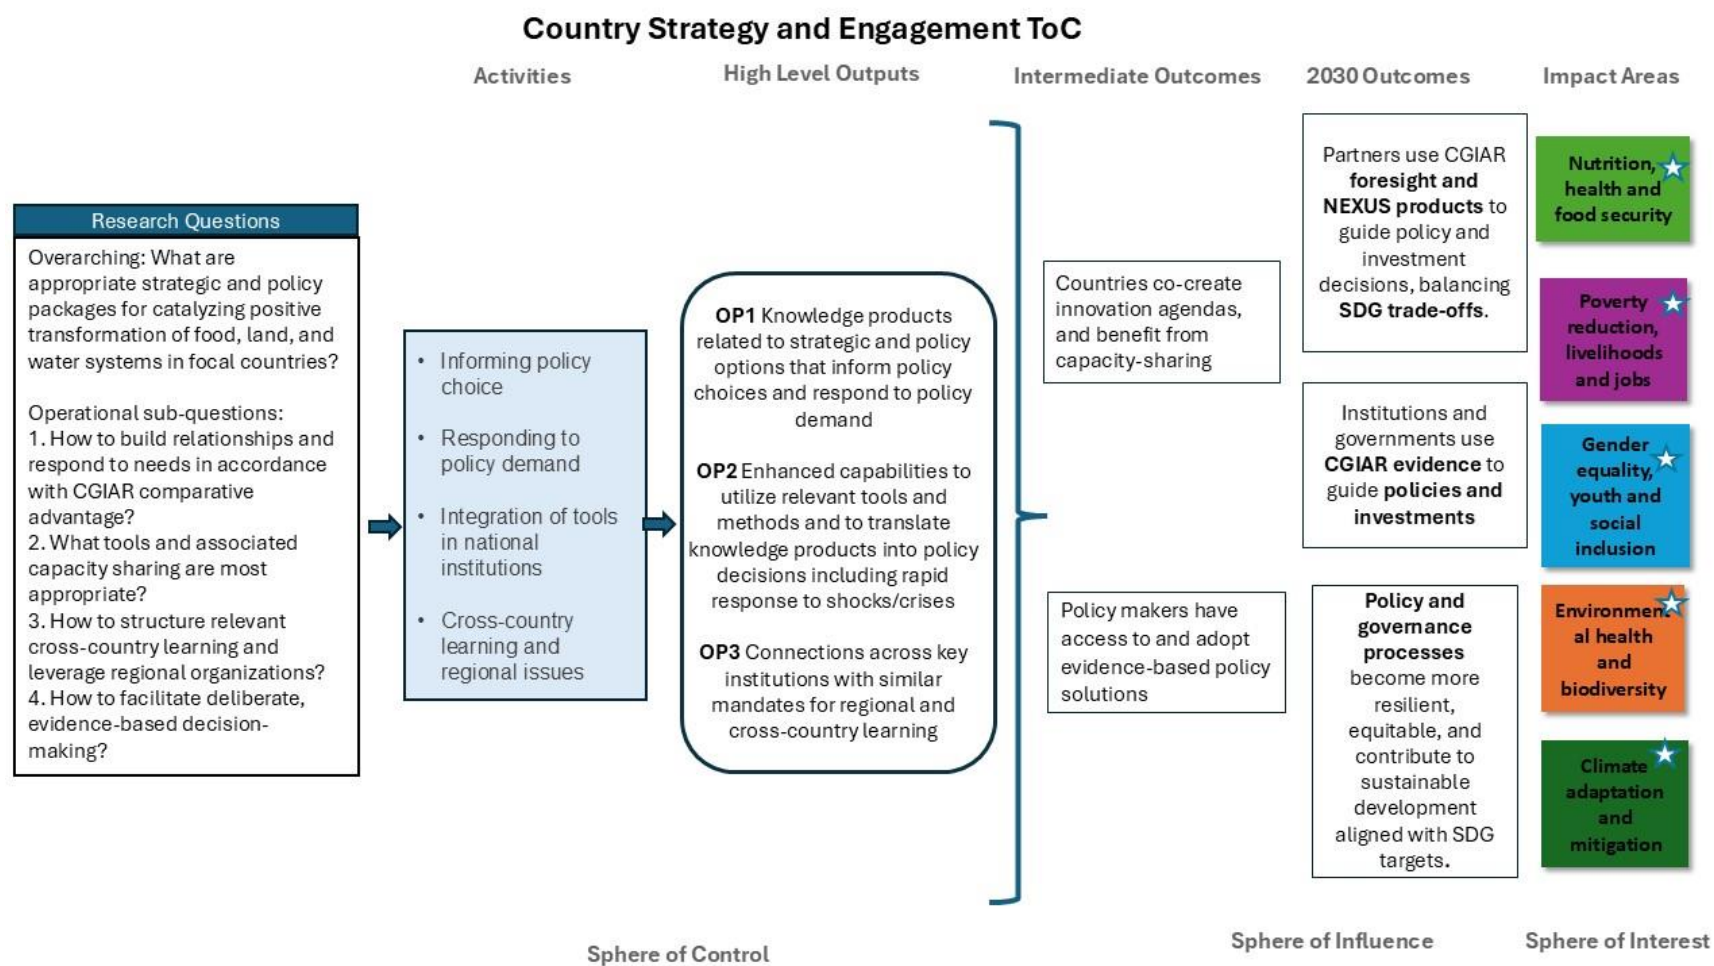 Country Strategy and Engagement ToC
Activities
High Level Outputs
Intermediate Outcomes
2030 Outcomes
Impact Areas
Research Questions
Overarching: What are
appropriate strategic and policy
packages for catalyzing positive
transformation of food, land, and
water systems in focal countries?
Operational sub-questions:
1. How to build relationships and
respond to needs in accordance
with CGIAR comparative
advantage?
2. What tools and associated
capacity sharing are most
appropriate?
3. How to structure relevant
cross-country learning and
leverage regional organizations?
4. How to facilitate deliberate,
evidence-based decision-
making?
• Informing policy
choice
• Responding to
policy demand
• Integration of tools
in national
institutions
• Cross-country
learning and
regional issues
OP1 Knowledge products
related to strategic and policy
options that inform policy
choices and respond to policy
demand
OP2 Enhanced capabilities to
utilize relevant tools and
methods and to translate
knowledge products into policy
decisions including rapid
response to shocks/crises
OP3 Connections across key
institutions with similar
mandates for regional and
cross-country learning
Countries co-create
innovation agendas,
and benefit from
capacity-sharing
Policy makers have
access to and adopt
evidence-based policy
solutions
Partners use CGIAR
foresight and
NEXUS products to
guide policy and
investment
decisions, balancing
SDG trade-offs.
Institutions and
governments use
CGIAR evidence to
guide policies and
investments
Policy and
governance
processes
become more
resilient,
equitable, and
contribute to
sustainable
development
aligned with SDG
targets.
Nutrition,
health and
food security
Poverty
reduction,
livelihoods
and jobs
Gender
equality,
youth and
social
inclusion
Environment
al health
and
biodiversity
Climate
adaptation
and
mitigation
Sphere of Control
Sphere of Influence
Sphere of Interest